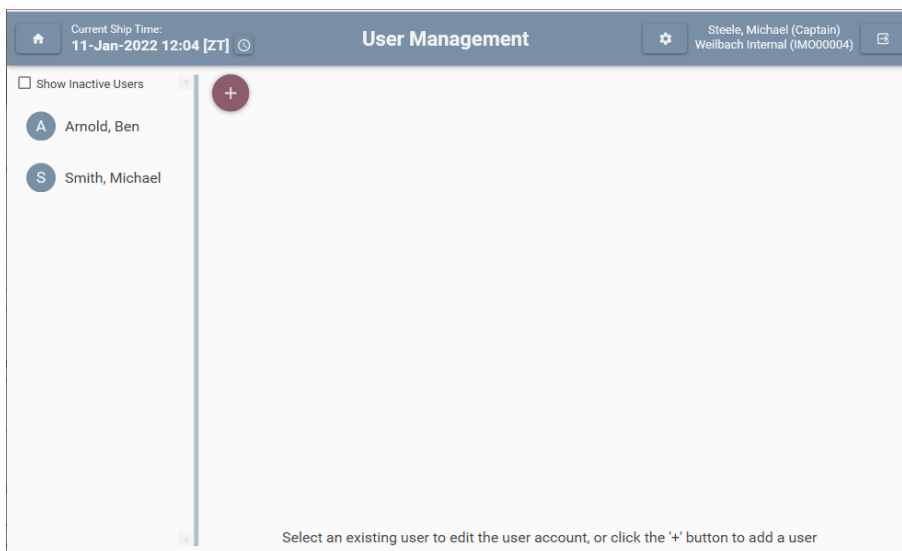 Current Ship Time:
11-Jan-2022 12:04 [ZT]
User Management
Steele, Michael (Captain)
Weilbach Internal (IMO00004)
Show Inactive Users
+
A Arnold, Ben
S Smith, Michael
Select an existing user to edit the user account, or click the '+' button to add a user